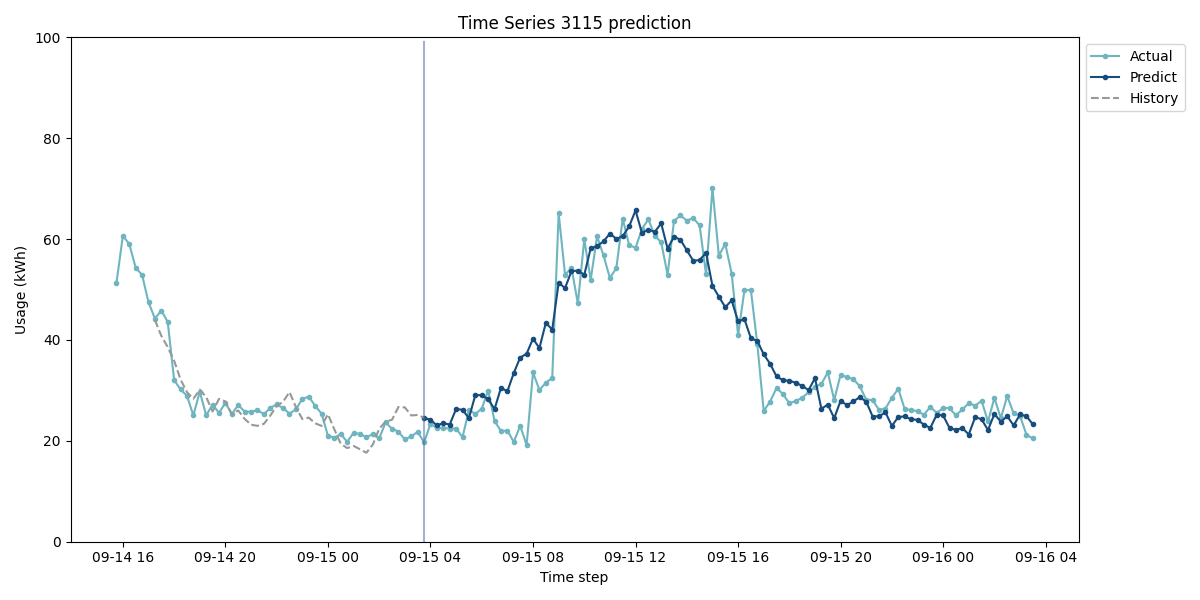 Time Series 3115 prediction
Usage (kWh)
100
80
60
40
20
0
09-14 16
09-14 20
09-15 00
09-15 04
09-15 08
09-15 12
09-15 16
09-15 20
09-16 00
09-16 04
Time step
Actual
Predict
History